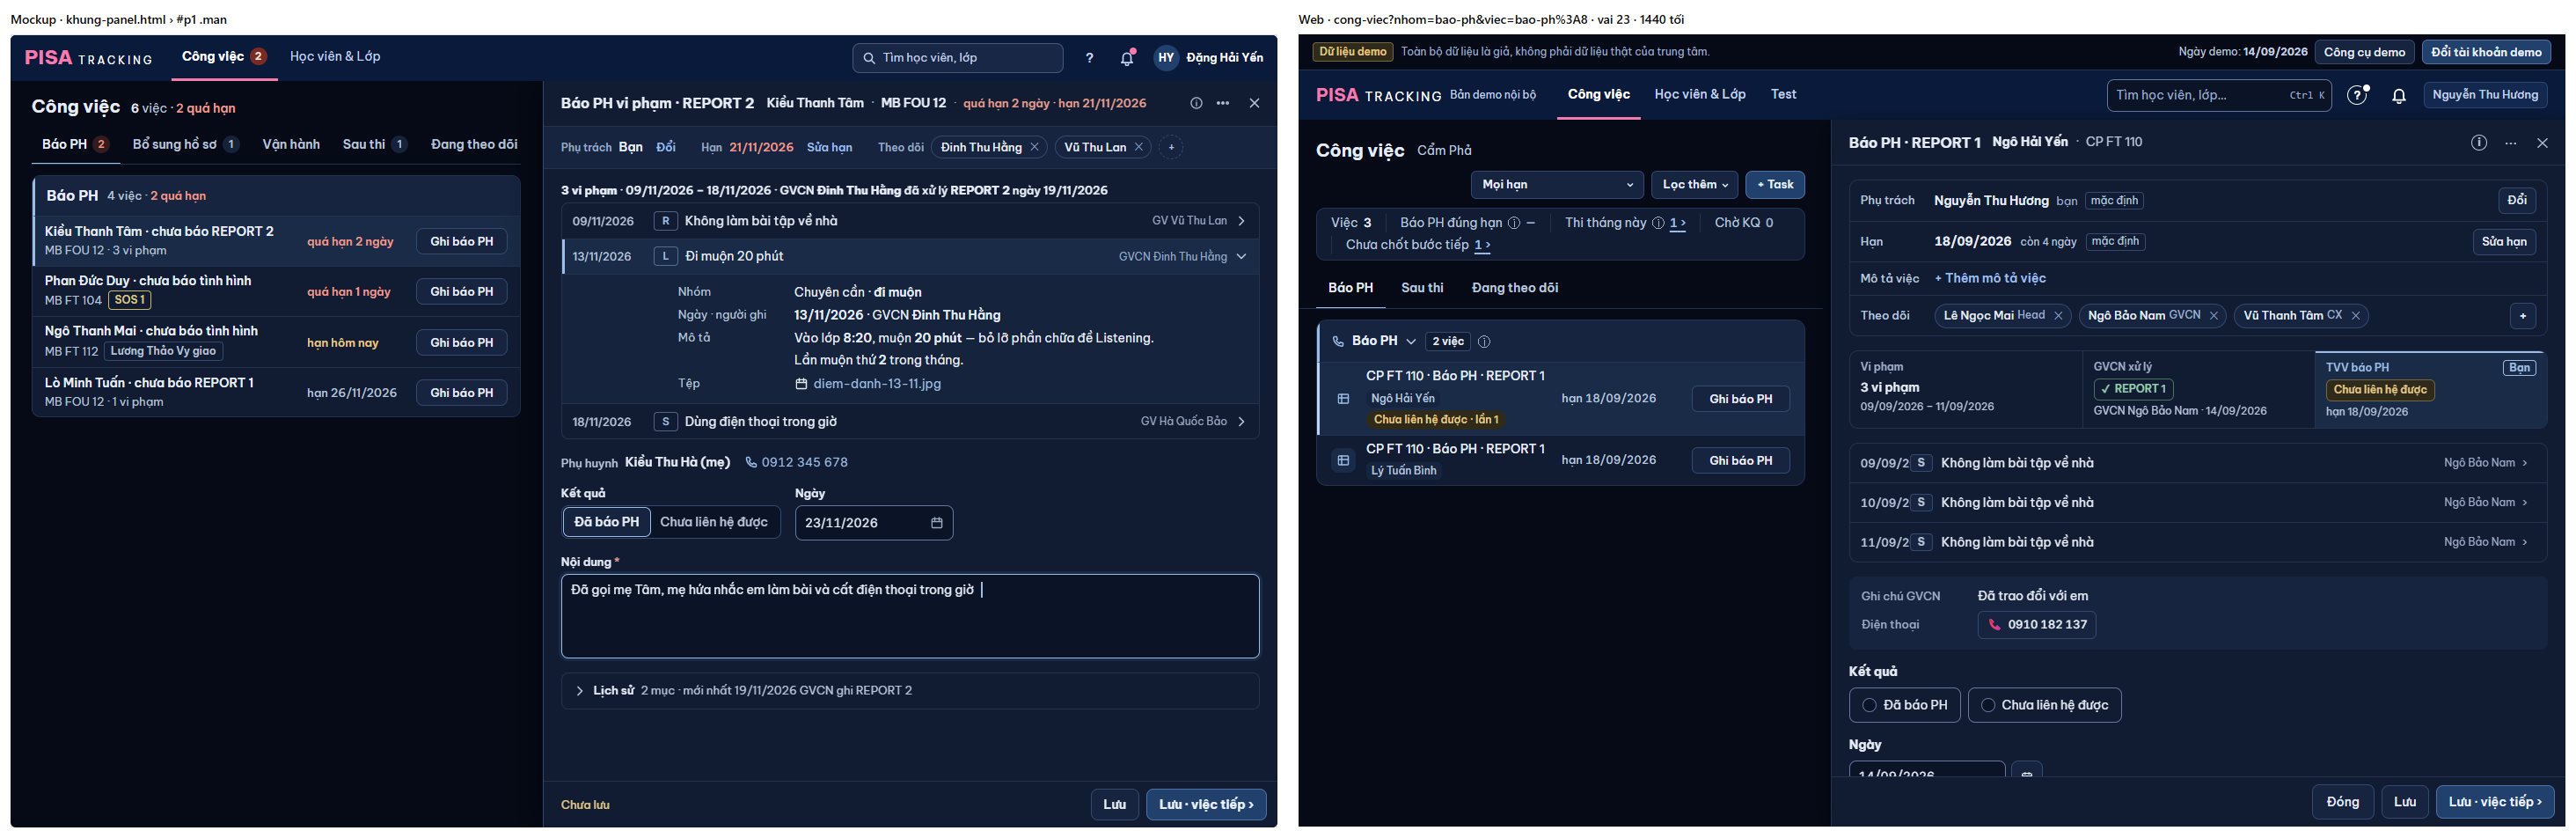 Mockup · khung-panel.html › #p1 .man
PISA TRACKING Công việc 2 Học viên & Lớp Tìm học viên, lớp ? HY Đặng Hải Yến
Công việc 6 việc · 2 quá hạn
Báo PH 2 Bổ sung hồ sơ 1 Vận hành Sau thi 1 Đang theo dõi
Báo PH 4 việc · 2 quá hạn
Kiều Thanh Tâm · chưa báo REPORT 2
MB FOU 12 · 3 vi phạm
quá hạn 2 ngày Ghi báo PH
Phan Đức Duy · chưa báo tình hình
MB FT 104 SOS 1
quá hạn 1 ngày Ghi báo PH
Ngô Thanh Mai · chưa báo tình hình
MB FT 112 Lương Thảo Vy giao
hạn hôm nay Ghi báo PH
Lò Minh Tuấn · chưa báo REPORT 1
MB FOU 12 · 1 vi phạm
hạn 26/11/2026 Ghi báo PH
Báo PH vi phạm · REPORT 2 Kiều Thanh Tâm · MB FOU 12 · quá hạn 2 ngày · hạn 21/11/2026
Phụ trách Bạn Đổi Hạn 21/11/2026 Sửa hạn Theo dõi Đinh Thu Hằng Vũ Thu Lan +
3 vi phạm · 09/11/2026 – 18/11/2026 · GVCN Đinh Thu Hằng đã xử lý REPORT 2 ngày 19/11/2026
09/11/2026 R Không làm bài tập về nhà GV Vũ Thu Lan
13/11/2026 L Đi muộn 20 phút GVCN Đinh Thu Hằng
Nhóm Chuyên cần · đi muộn
Ngày · người ghi 13/11/2026 · GVCN Đinh Thu Hằng
Mô tả Vào lớp 8:20, muộn 20 phút — bỏ lỡ phần chữa đề Listening.
Lần muộn thứ 2 trong tháng.
Tệp diem-danh-13-11.jpg
18/11/2026 S Dùng điện thoại trong giờ GV Hà Quốc Bảo
Phụ huynh Kiều Thu Hà (mẹ) 0912 345 678
Kết quả Ngày
Đã báo PH Chưa liên hệ được 23/11/2026
Nội dung *
Đã gọi mẹ Tâm, mẹ hứa nhắc em làm bài và cất điện thoại trong giờ
Lịch sử 2 mục · mới nhất 19/11/2026 GVCN ghi REPORT 2
Chưa lưu Lưu Lưu · việc tiếp ›
Web · cong-viec?nhom=bao-ph&viec=bao-ph%3A8 · vai 23 · 1440 tối
Dữ liệu demo Toàn bộ dữ liệu là giả, không phải dữ liệu thật của trung tâm. Ngày demo: 14/09/2026 Công cụ demo Đổi tài khoản demo
PISA TRACKING Bản demo nội bộ Công việc Học viên & Lớp Test Tìm học viên, lớp... Ctrl K ? Nguyễn Thu Hương
Công việc Cẩm Phả
Mọi hạn Lọc thêm + Task
Việc 3 Báo PH đúng hạn – Thi tháng này 1 › Chờ KQ 0
Chưa chốt bước tiếp 1 ›
Báo PH Sau thi Đang theo dõi
Báo PH 2 việc
CP FT 110 · Báo PH · REPORT 1
Ngô Hải Yến
Chưa liên hệ được · lần 1
hạn 18/09/2026 Ghi báo PH
CP FT 110 · Báo PH · REPORT 1
Lý Tuấn Bình
hạn 18/09/2026 Ghi báo PH
Báo PH · REPORT 1 Ngô Hải Yến · CP FT 110
Phụ trách Nguyễn Thu Hương bạn mặc định Đổi
Hạn 18/09/2026 còn 4 ngày mặc định Sửa hạn
Mô tả việc + Thêm mô tả việc
Theo dõi Lê Ngọc Mai Head Ngô Bảo Nam GVCN Vũ Thanh Tâm CX +
Vi phạm
3 vi phạm
09/09/2026 – 11/09/2026
GVCN xử lý
✓ REPORT 1
GVCN Ngô Bảo Nam · 14/09/2026
TVV báo PH Bạn
Chưa liên hệ được
hạn 18/09/2026
09/09/2 S Không làm bài tập về nhà Ngô Bảo Nam ›
10/09/2 S Không làm bài tập về nhà Ngô Bảo Nam ›
11/09/2 S Không làm bài tập về nhà Ngô Bảo Nam ›
Ghi chú GVCN Đã trao đổi với em
Điện thoại 0910 182 137
Kết quả
Đã báo PH Chưa liên hệ được
Ngày
14/09/2026
Đóng Lưu Lưu · việc tiếp ›